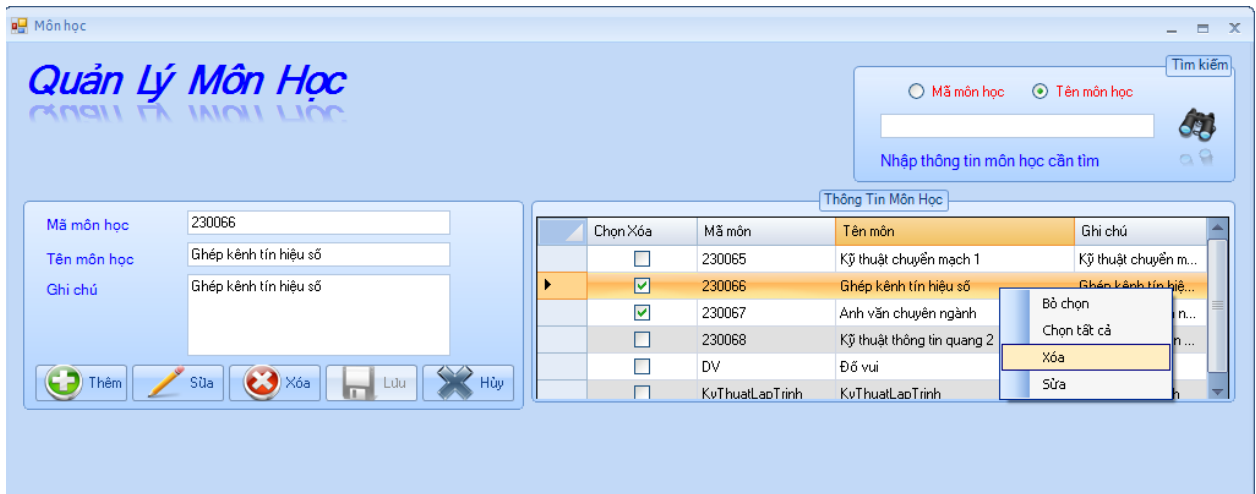 Môn học
Quản Lý Môn Học
Tìm kiếm
Mã môn học Tên môn học
Nhập thông tin môn học cần tìm
Mã môn học 230066
Tên môn học Ghép kênh tín hiệu số
Ghi chú Ghép kênh tín hiệu số
Thêm Sửa Xóa Lưu Hủy
Thông Tin Môn Học
Chọn Xóa Mã môn Tên môn Ghi chú
230065 Kỹ thuật chuyển mạch 1 Kỹ thuật chuyển m...
230066 Ghép kênh tín hiệu số Ghép kênh tín hiệ...
230067 Anh văn chuyên ngành n...
230068 Kỹ thuật thông tin quang 2 n ...
DV Đố vui
KyThuatLapTrinh KyThuatLapTrinh h
Bỏ chọn
Chọn tất cả
Xóa
Sửa